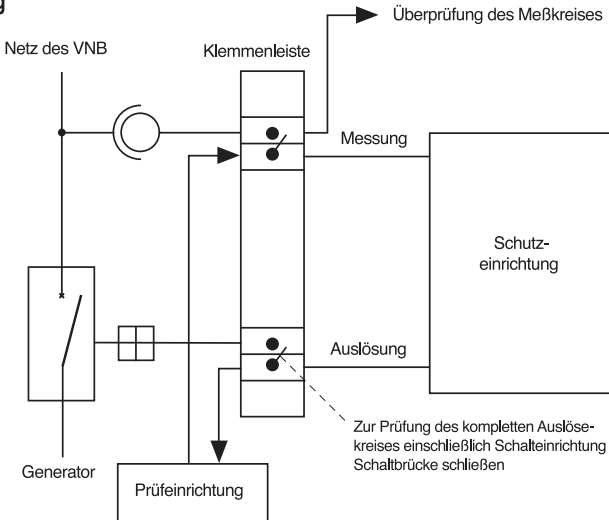 g
Überprüfung des Meßkreises
Netz des VNB
Klemmenleiste
Messung
Schutz-
einrichtung
Auslösung
Zur Prüfung des kompletten Auslöse-
kreises einschließlich Schalteinrichtung
Schaltbrücke schließen
Generator
Prüfeinrichtung